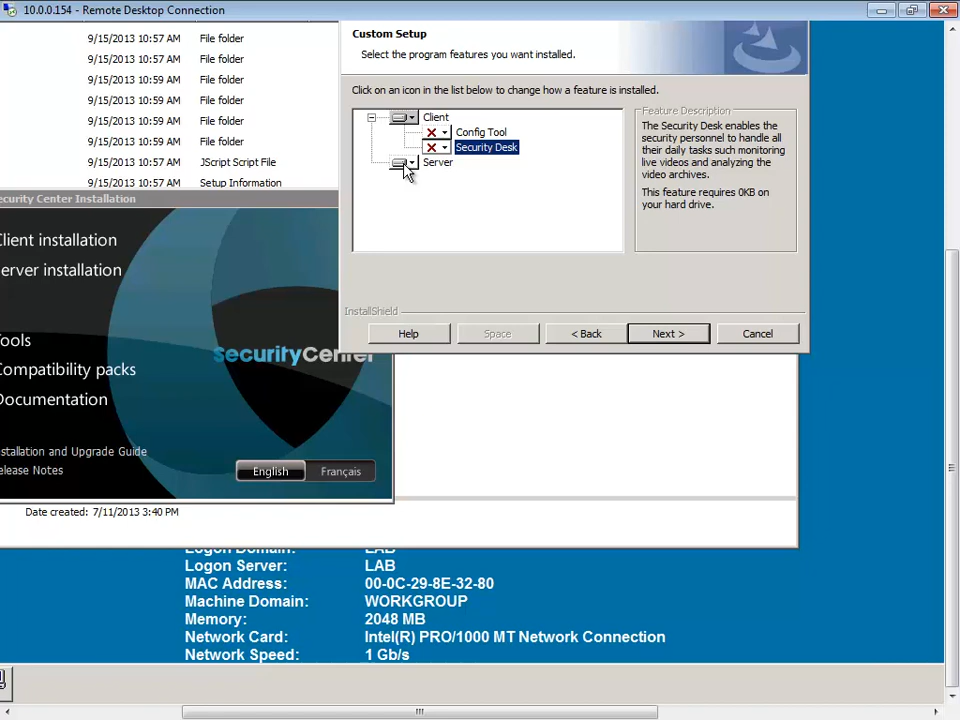 10.0.0.154 - Remote Desktop Connection
9/15/2013 10:57 AM File folder
9/15/2013 10:57 AM File folder
9/15/2013 10:59 AM File folder
9/15/2013 10:59 AM File folder
9/15/2013 10:59 AM File folder
9/15/2013 10:57 AM File folder
9/15/2013 10:57 AM JScript Script File
9/15/2013 10:57 AM Setup Information
Custom Setup
Select the program features you want installed.
Click on an icon in the list below to change how a feature is installed.
Client
Config Tool
Security Desk
Server
Feature Description
The Security Desk enables the
security personnel to handle all
their daily tasks such monitoring
live videos and analyzing the
video archives.
This feature requires 0KB on
your hard drive.
InstallShield
Help
Space
< Back
Next >
Cancel
ecurity Center Installation
Client installation
erver installation
Tools
Compatibility packs
Documentation
stallation and Upgrade Guide
elease Notes
SecurityCenter
English
Français
Date created: 7/11/2013 3:40 PM
Logon Domain: LAB
Logon Server: LAB
MAC Address: 00-0C-29-8E-32-80
Machine Domain: WORKGROUP
Memory: 2048 MB
Network Card: Intel(R) PRO/1000 MT Network Connection
Network Speed: 1 Gb/s